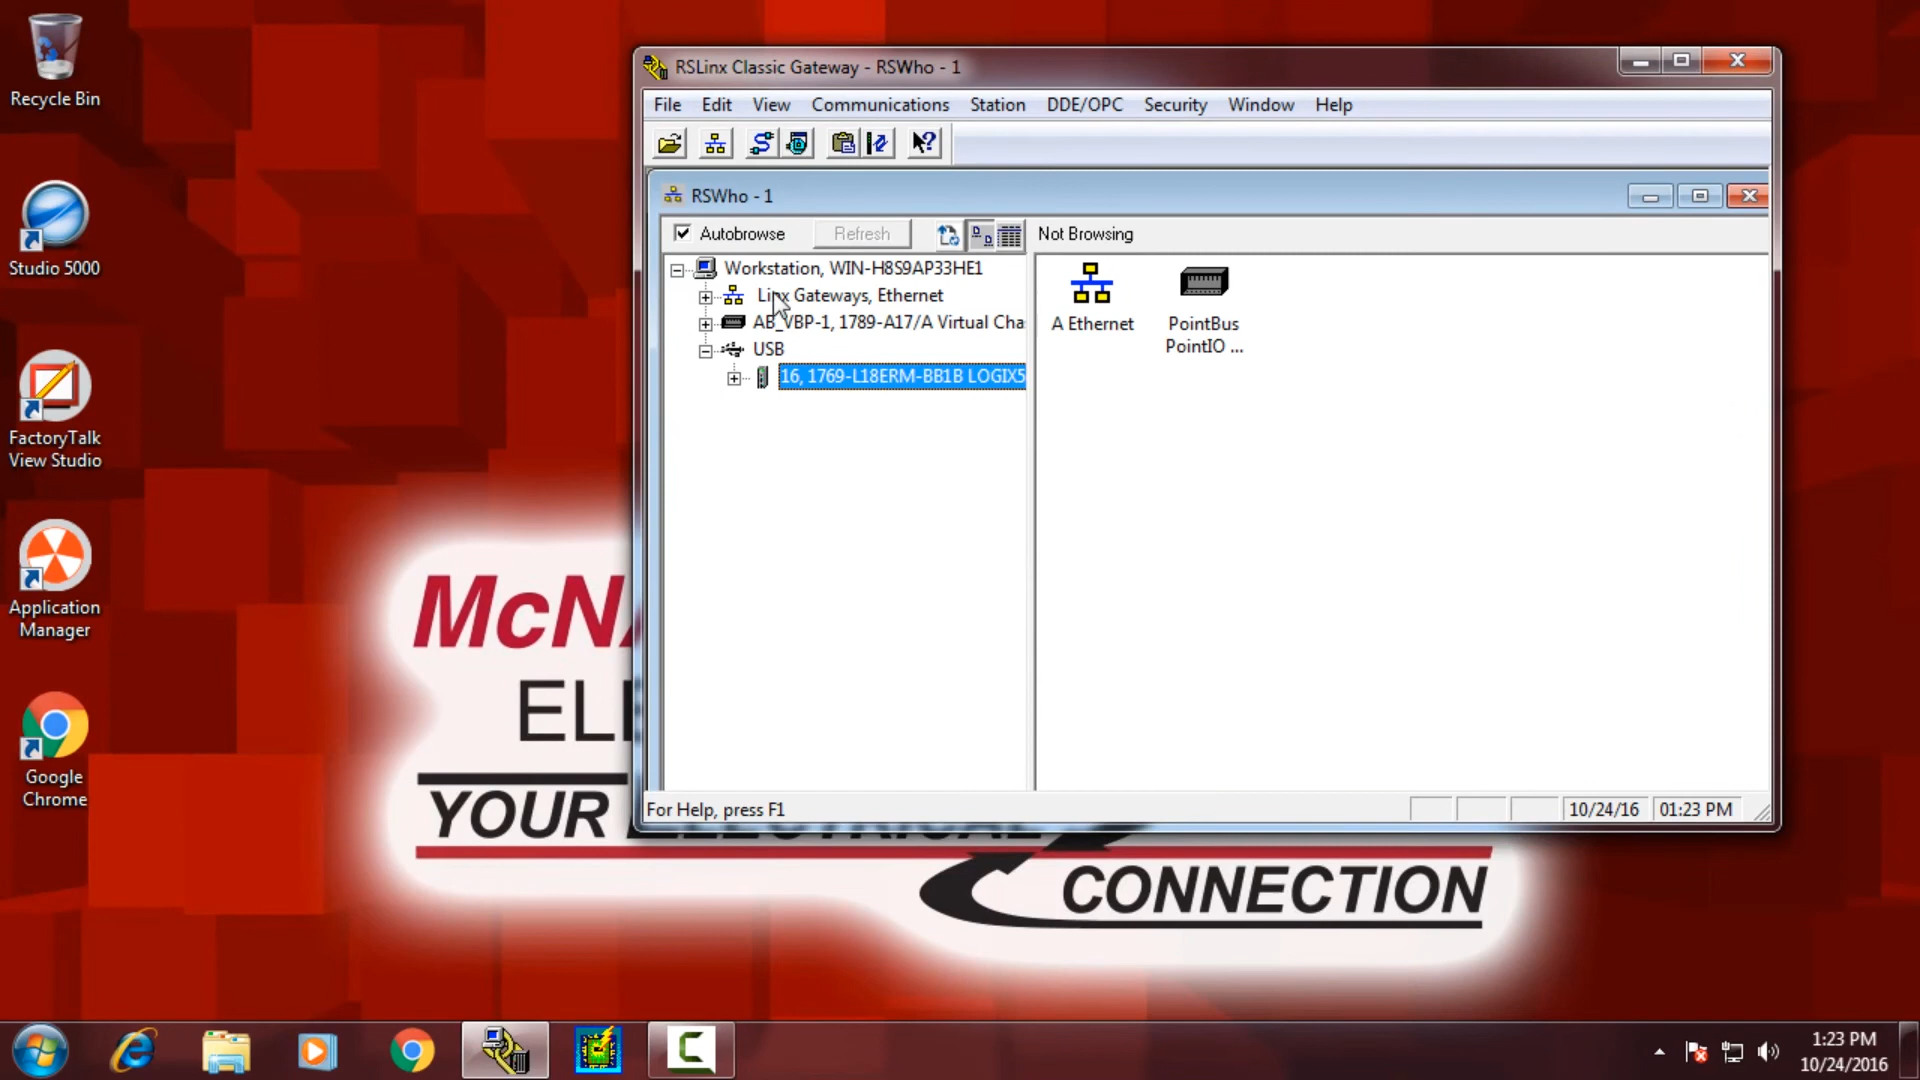 Recycle Bin
Studio 5000
FactoryTalk
View Studio
Application
Manager
Google
Chrome
RSLinx Classic Gateway - RSWho - 1
File Edit View Communications Station DDE/OPC Security Window Help
RSWho - 1
Autobrowse Refresh Not Browsing
Workstation, WIN-H8S9AP33HE1
Linx Gateways, Ethernet
AB_VBP-1, 1789-A17/A Virtual Cha
USB
16, 1769-L18ERM-BB1B LOGIX5
A Ethernet
PointBus
PointIO ...
For Help, press F1
10/24/16 01:23 PM
McN
ELE
YOUR ELECTRICAL
CONNECTION
1:23 PM
10/24/2016